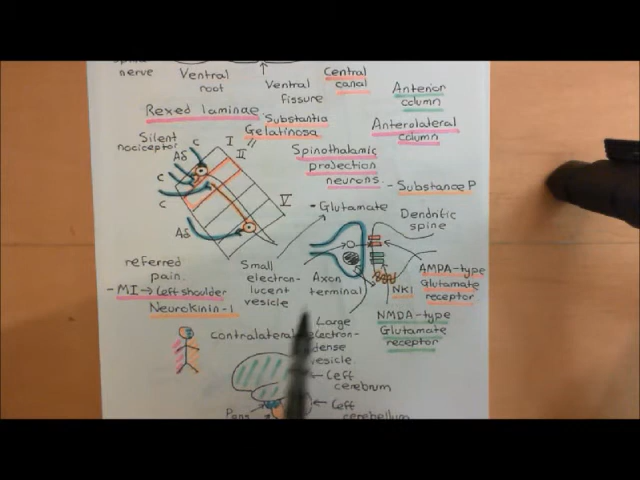 nerve
Ventral
root
Ventral
fissure
Central
canal
Anterior
column
Rexed laminae
Substantia
Gelatinosa
Anterolateral
column
Silent
nociceptor
C
Aδ
C
C
Aδ
I
II
V
Spinothalamic
projection
neurons.
- Substance P
- Glutamate
Dendritic
spine
referred
pain.
- MI → Left shoulder
Neurokinin-1
Small
electron-
lucent
vesicle
Axon
terminal
NK1
AMPA-type
Glutamate
receptor
NMDA-type
Glutamate
receptor
Large
electron-
dense
vesicle.
contralateral
Left
cerebrum
Pons
Left
cerebellum